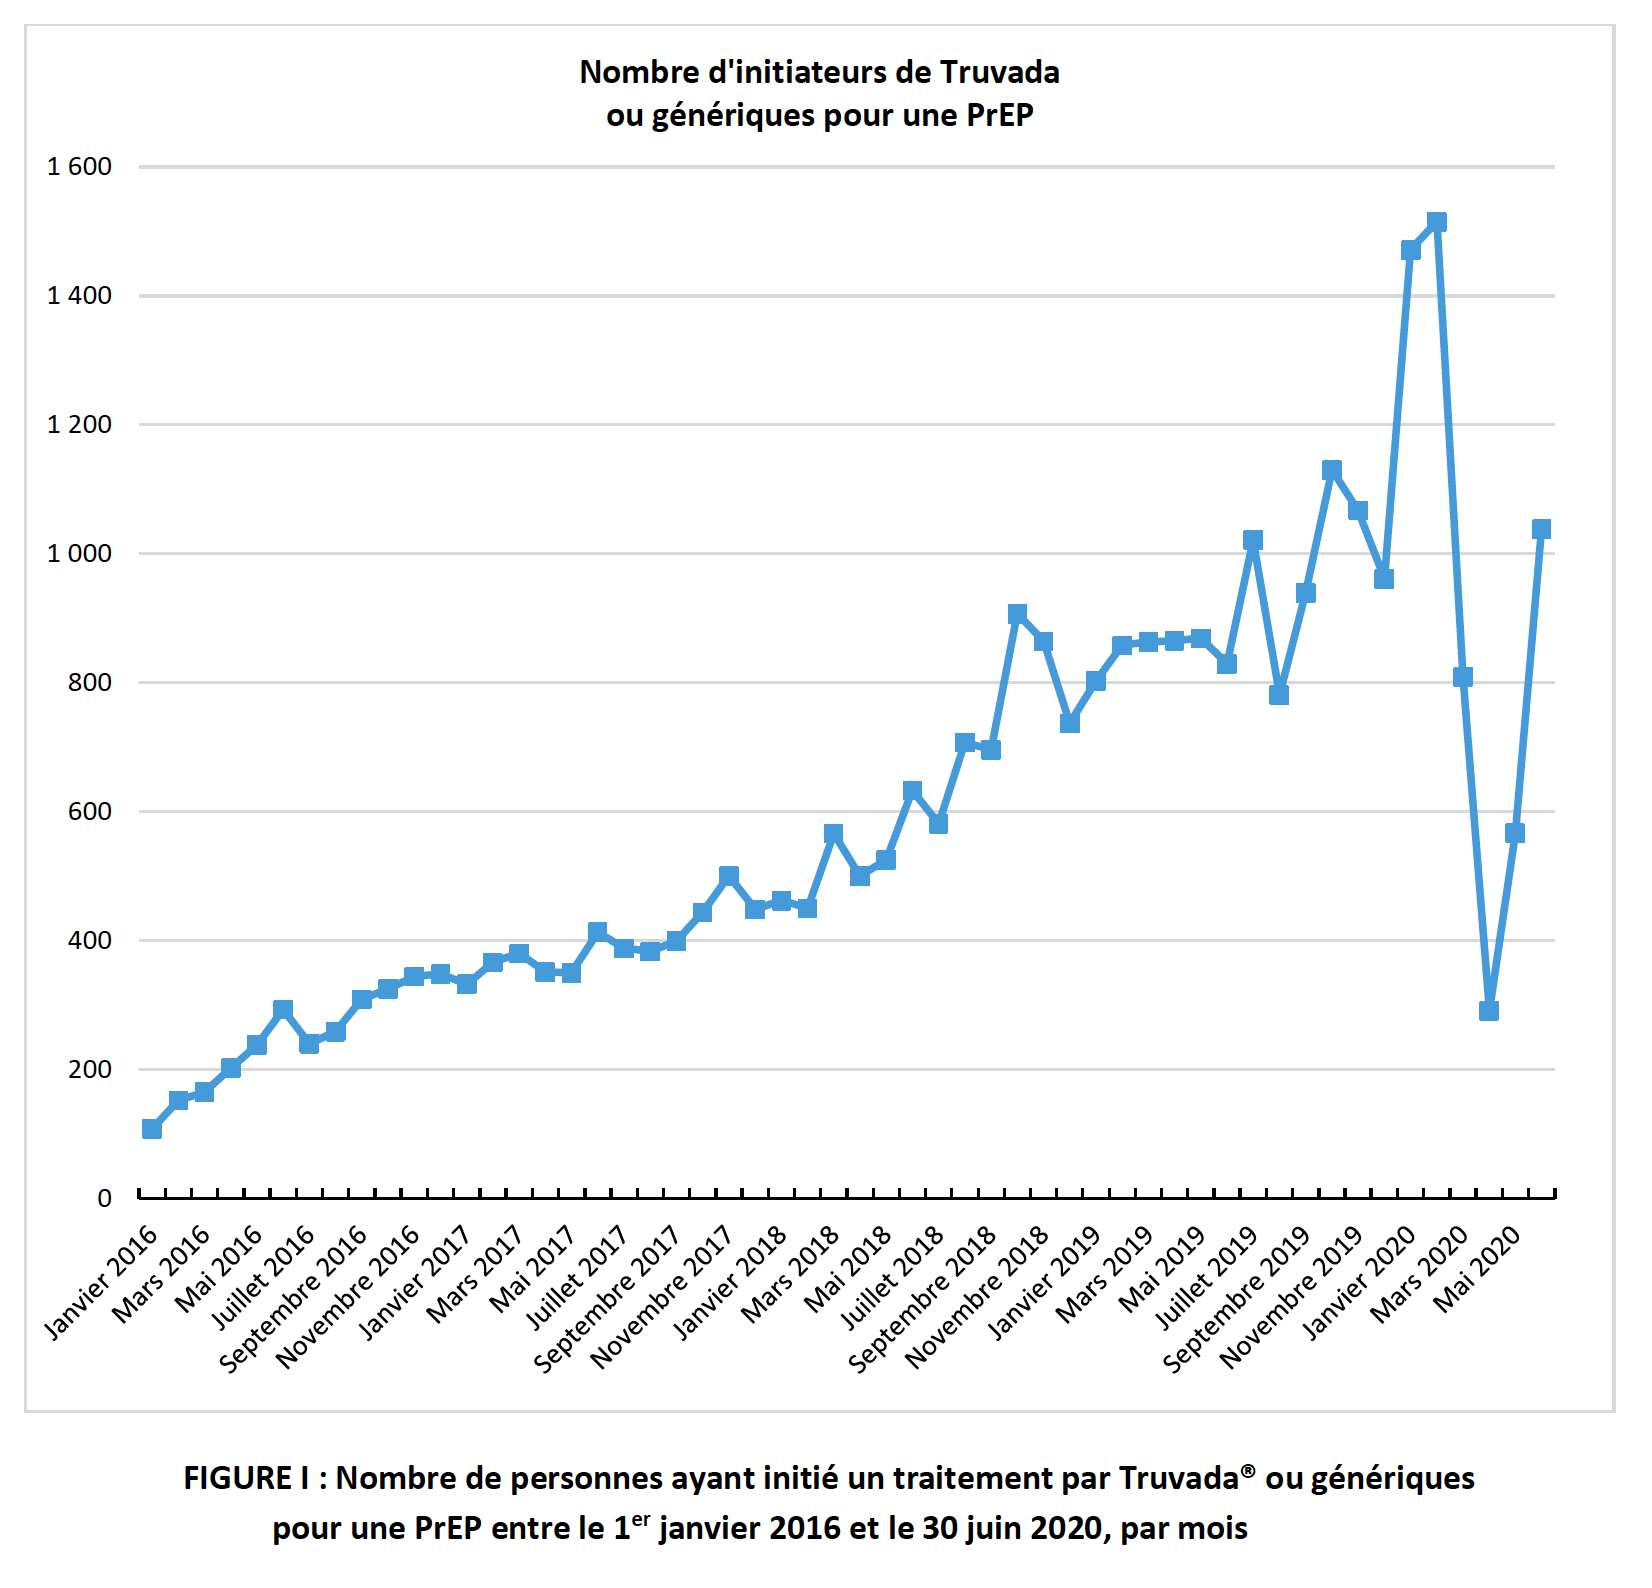 Nombre d'initiateurs de Truvada
ou génériques pour une PrEP
1 600
1 400
1 200
1 000
800
600
400
200
0
Janvier 2016
Mars 2016
Mai 2016
Juillet 2016
Septembre 2016
Novembre 2016
Janvier 2017
Mars 2017
Mai 2017
Juillet 2017
Septembre 2017
Novembre 2017
Janvier 2018
Mars 2018
Mai 2018
Juillet 2018
Septembre 2018
Novembre 2018
Janvier 2019
Mars 2019
Mai 2019
Juillet 2019
Septembre 2019
Novembre 2019
Janvier 2020
Mars 2020
Mai 2020
FIGURE I : Nombre de personnes ayant initié un traitement par Truvada® ou génériques
pour une PrEP entre le 1er janvier 2016 et le 30 juin 2020, par mois